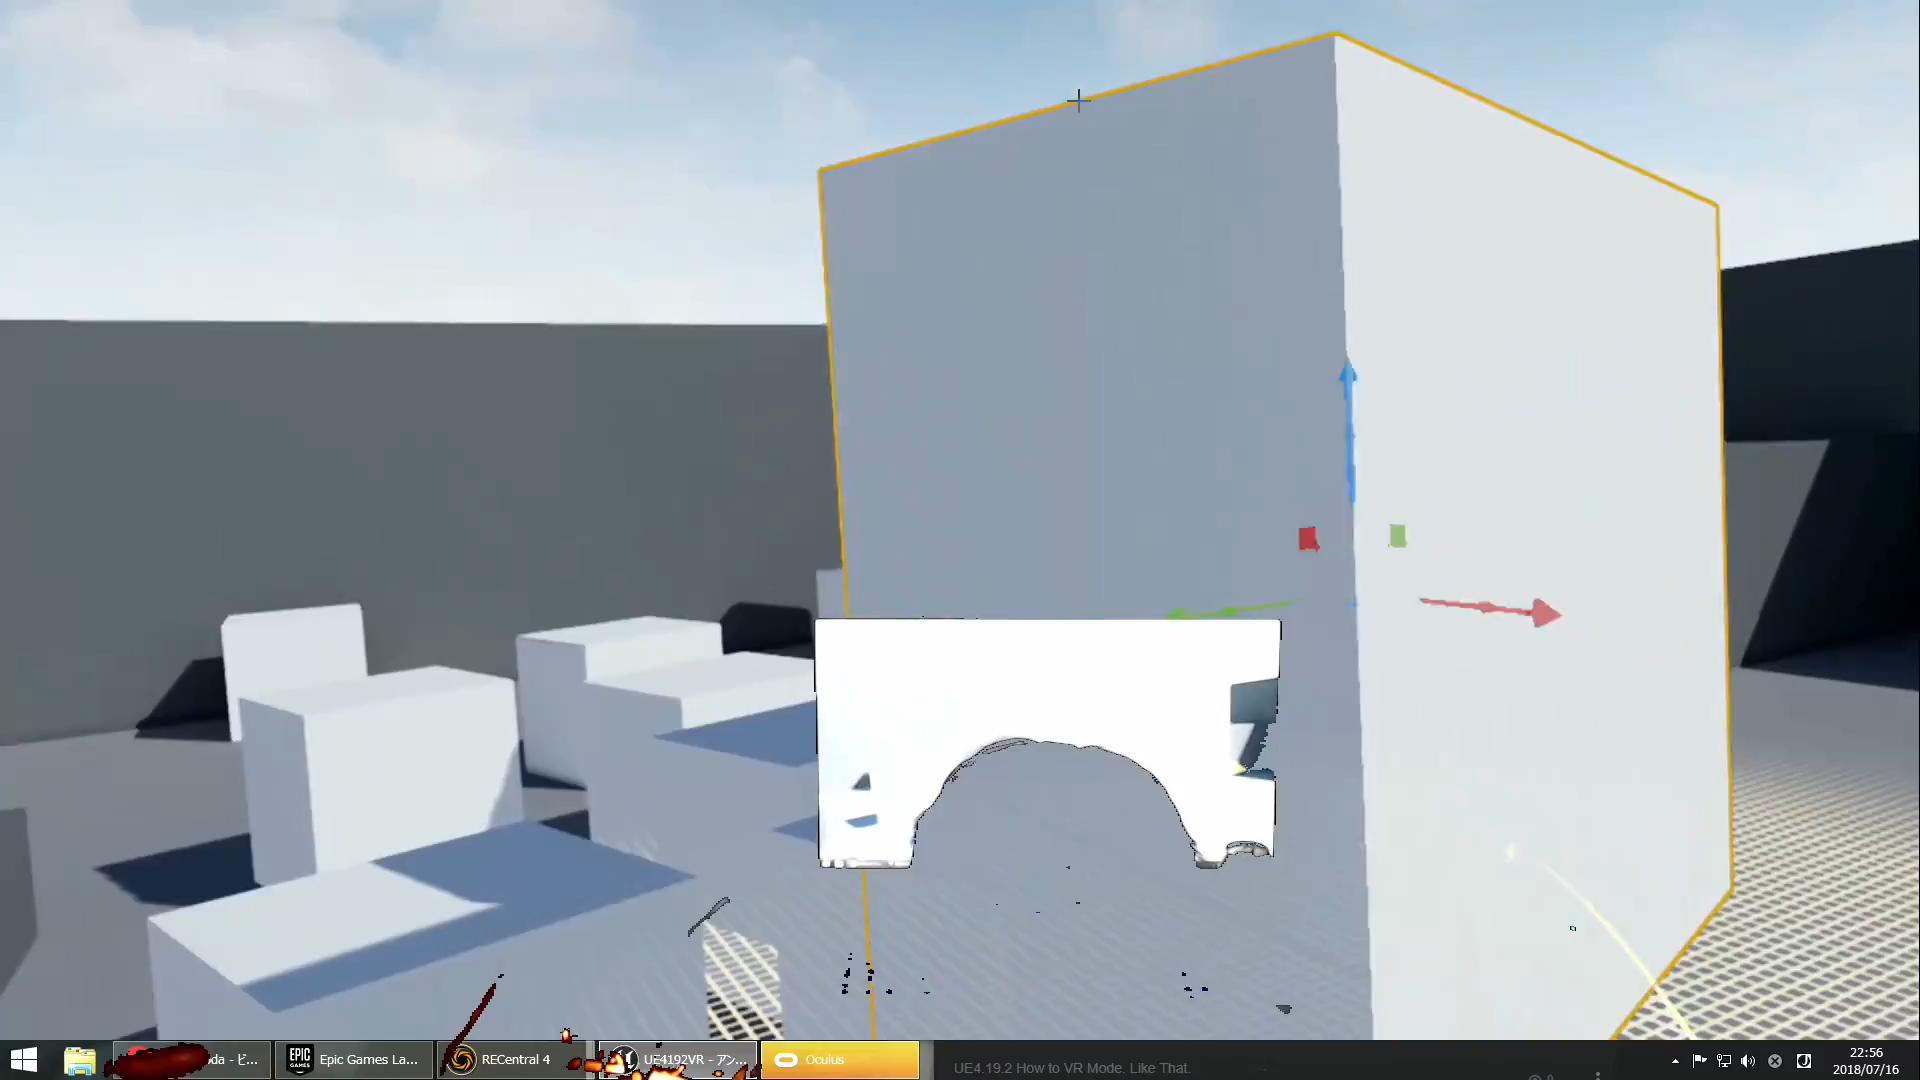 da - ビ...
EPIC GAMES
Epic Games La...
RECentral 4
UE4192VR - アン...
Oculus
UE4.19.2 How to VR Mode. Like That.
22:56
2018/07/16